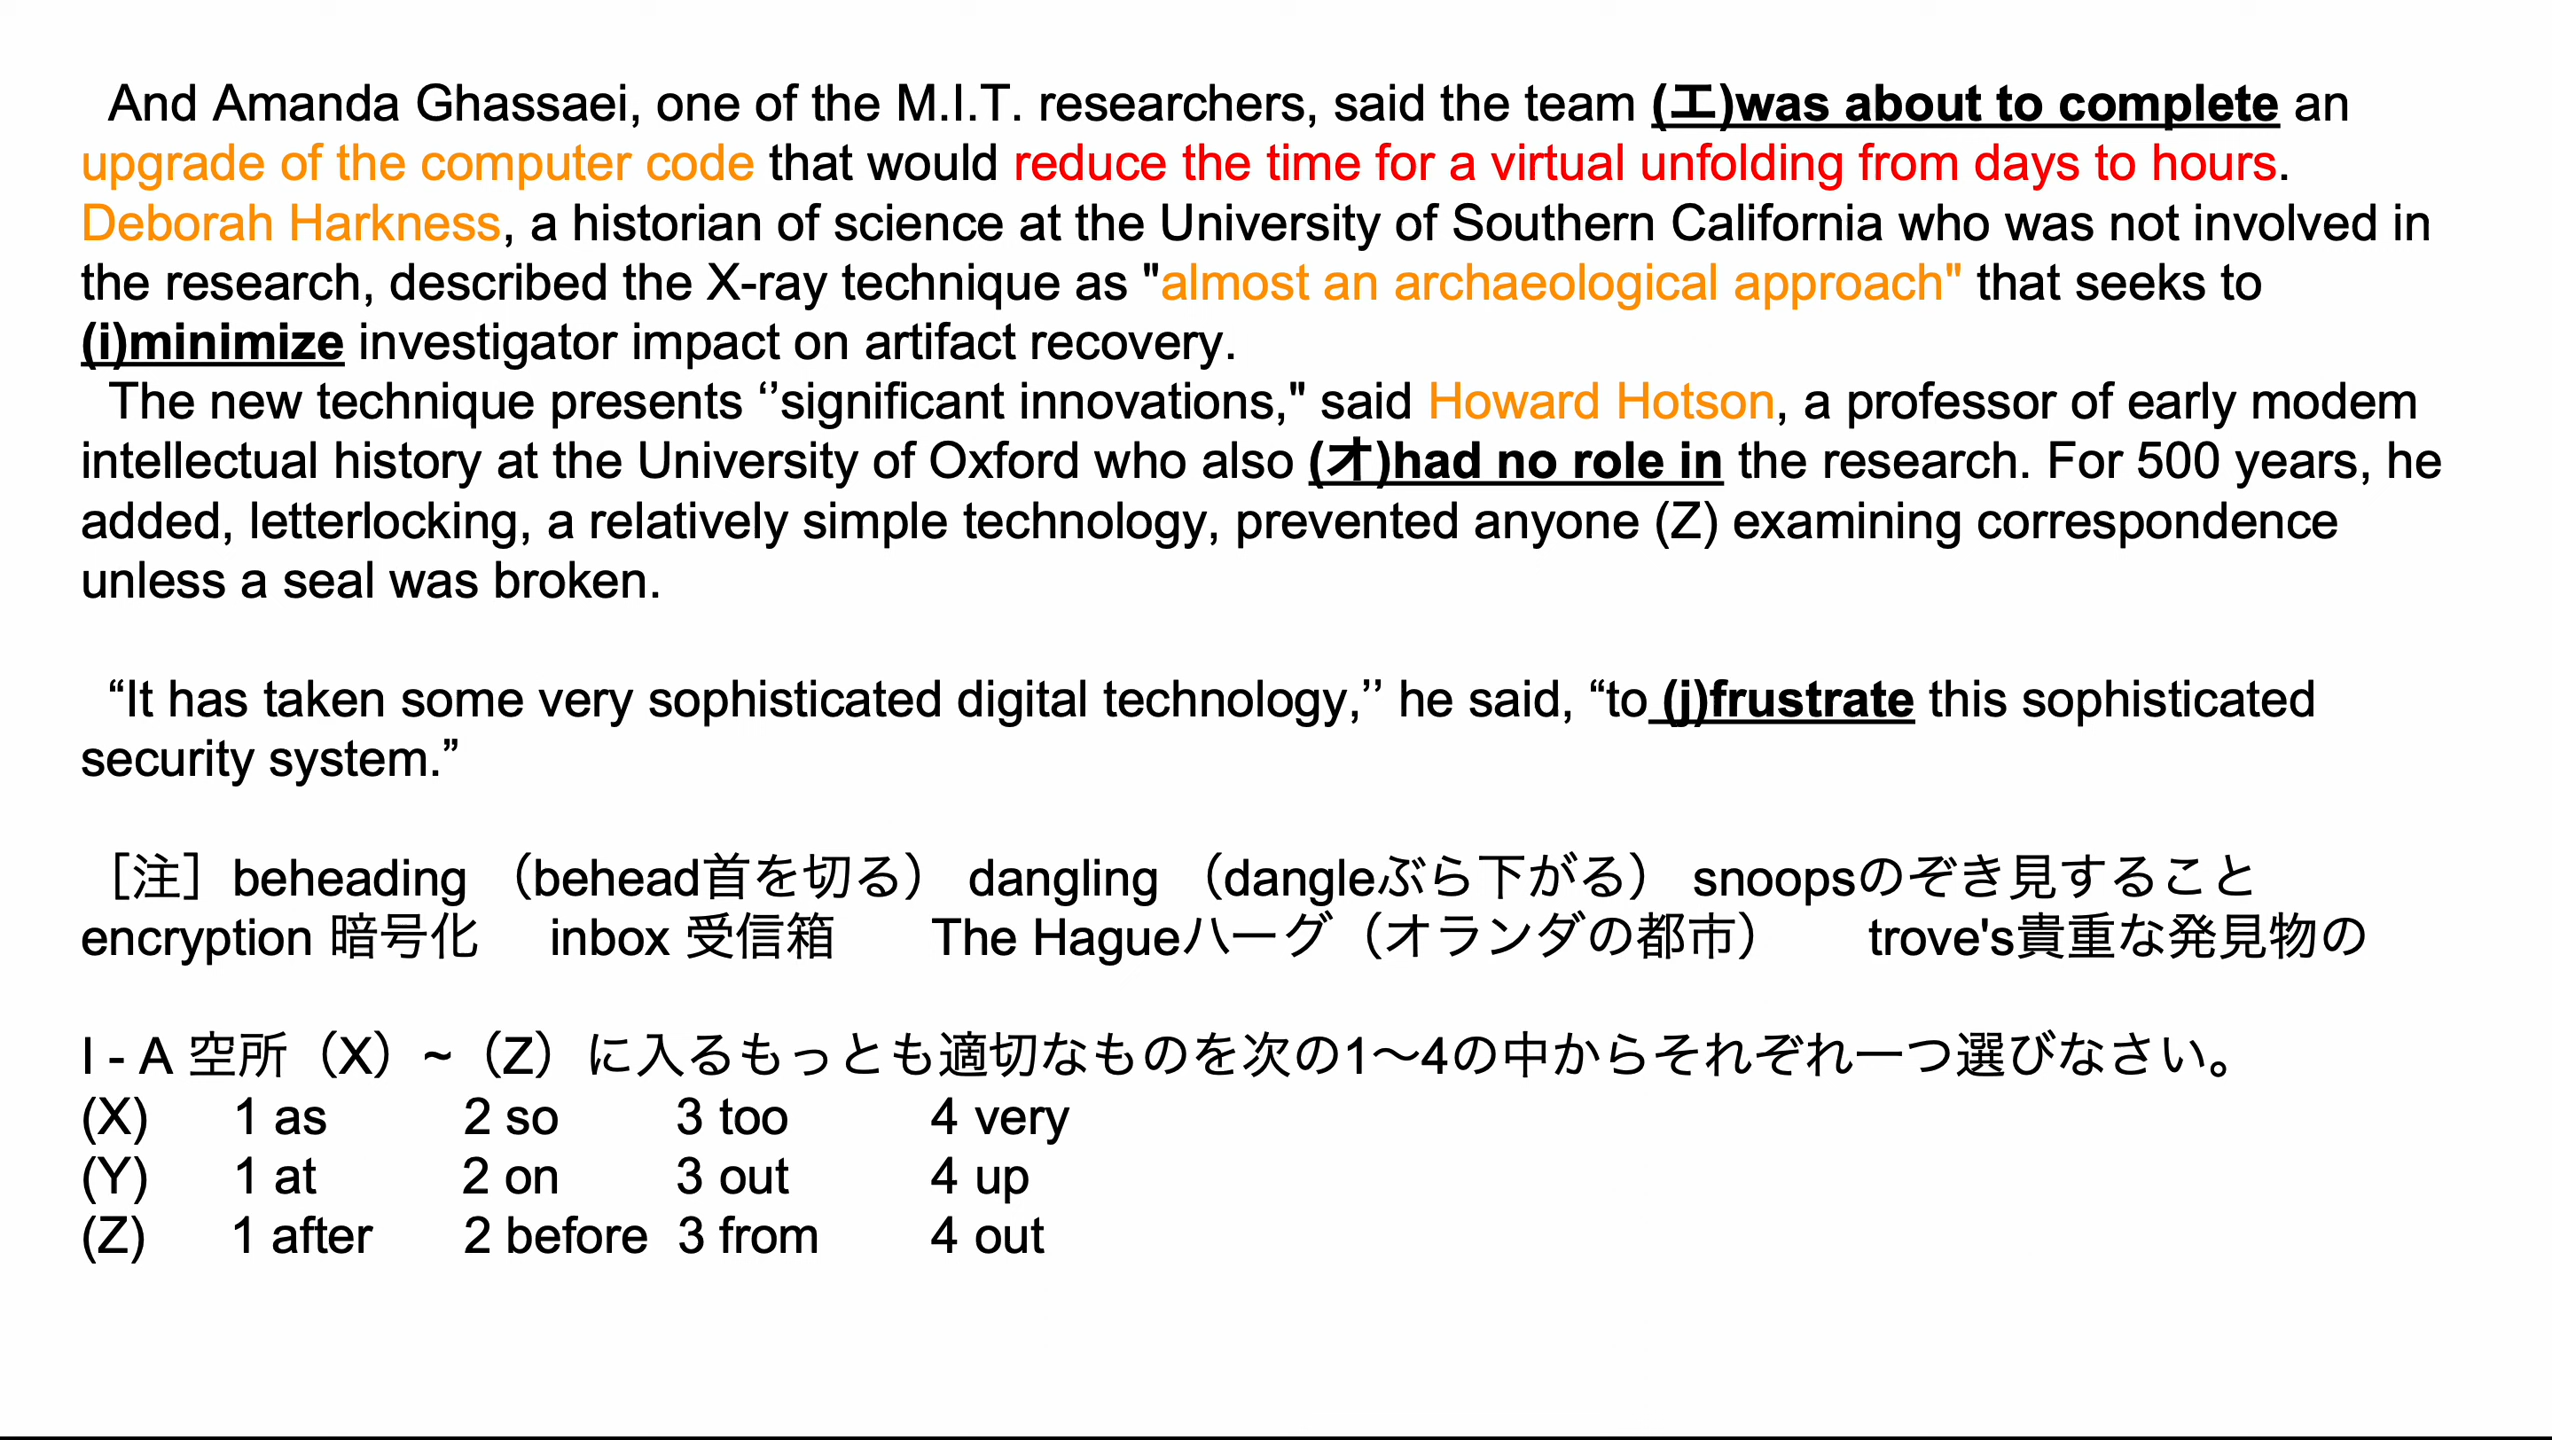 And Amanda Ghassaei, one of the M.I.T. researchers, said the team (エ)was about to complete an
upgrade of the computer code that would reduce the time for a virtual unfolding from days to hours.
Deborah Harkness, a historian of science at the University of Southern California who was not involved in
the research, described the X-ray technique as "almost an archaeological approach" that seeks to
(i)minimize investigator impact on artifact recovery.
The new technique presents ‘’significant innovations," said Howard Hotson, a professor of early modem
intellectual history at the University of Oxford who also (オ)had no role in the research. For 500 years, he
added, letterlocking, a relatively simple technology, prevented anyone (Z) examining correspondence
unless a seal was broken.
“It has taken some very sophisticated digital technology,’’ he said, “to (j)frustrate this sophisticated
security system.”
［注］beheading （behead首を切る） dangling （dangleぶら下がる） snoopsのぞき見すること
encryption 暗号化 inbox 受信箱 The Hagueハーグ（オランダの都市） trove's貴重な発見物の
I - A 空所（X）~（Z）に入るもっとも適切なものを次の1〜4の中からそれぞれ一つ選びなさい。
(X) 1 as 2 so 3 too 4 very
(Y) 1 at 2 on 3 out 4 up
(Z) 1 after 2 before 3 from 4 out